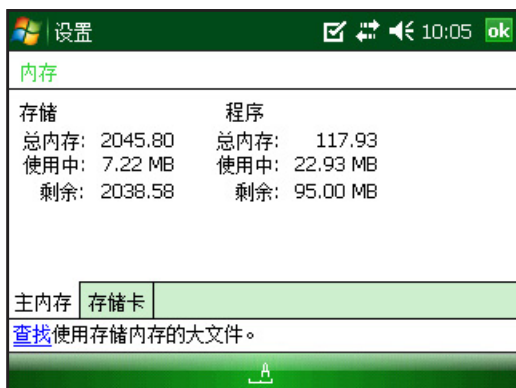 设置 10:05 ok
内存
存储 程序
总内存: 2045.80 总内存: 117.93
使用中: 7.22 MB 使用中: 22.93 MB
剩余: 2038.58 剩余: 95.00 MB
主内存 存储卡
查找使用存储内存的大文件。
A